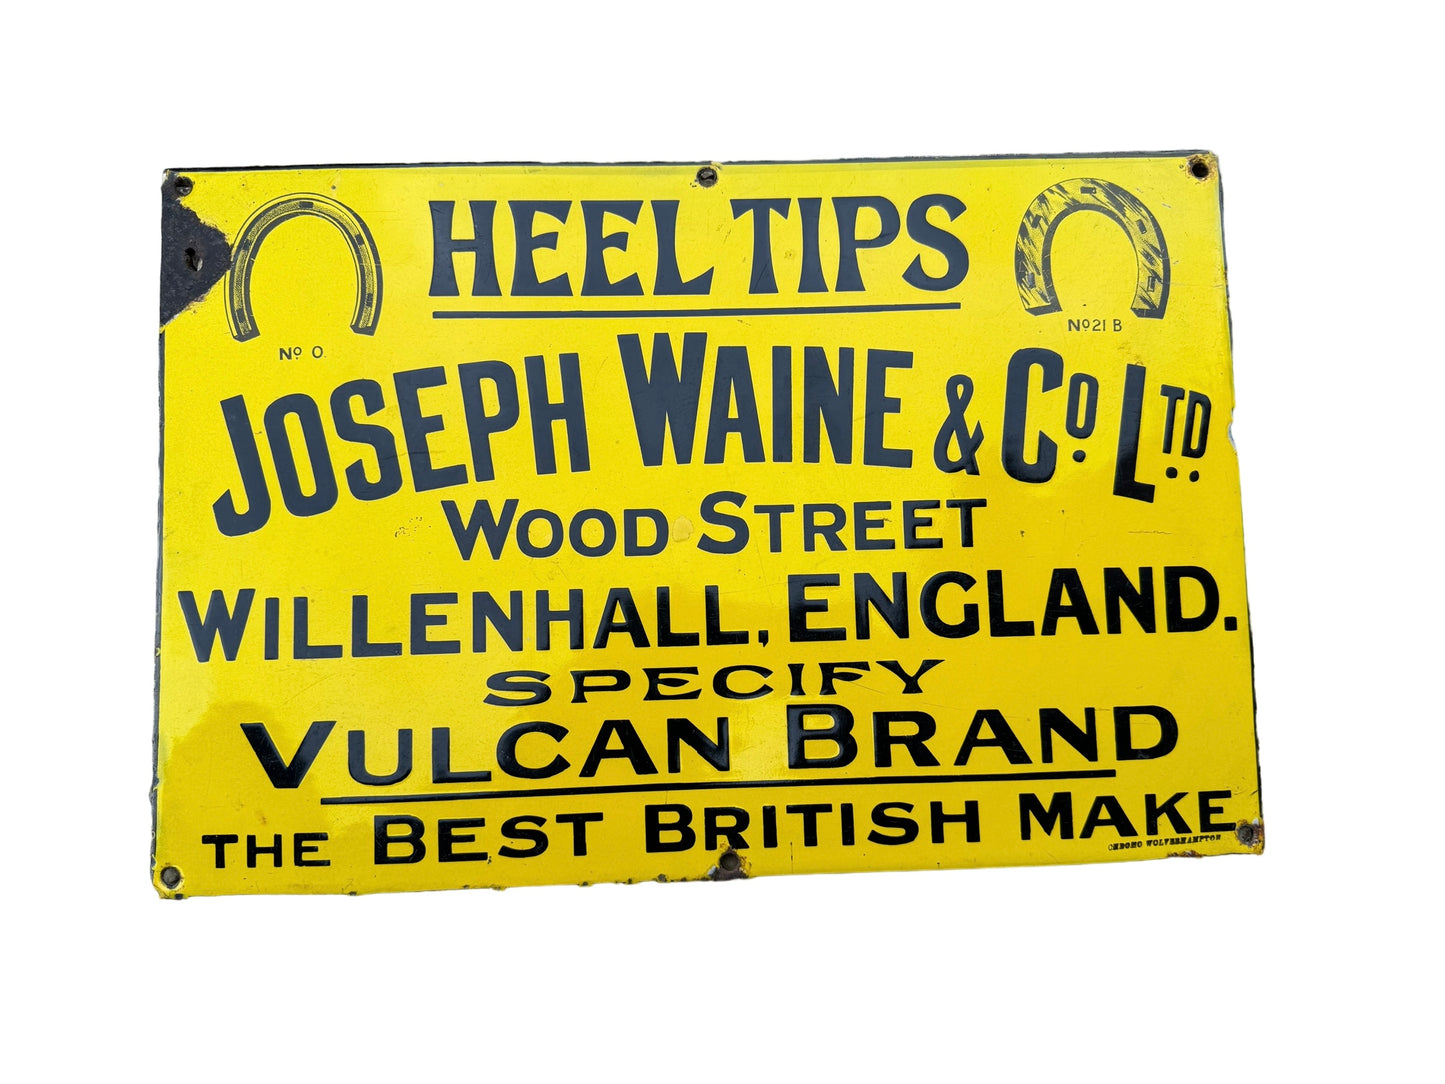 HEEL TIPS
Nº 0.
Nº 21 B
JOSEPH WAINE & Cº LTD
WOOD STREET
WILLENHALL, ENGLAND.
SPECIFY
VULCAN BRAND
THE BEST BRITISH MAKE
CHROMO WOLVERHAMPTON